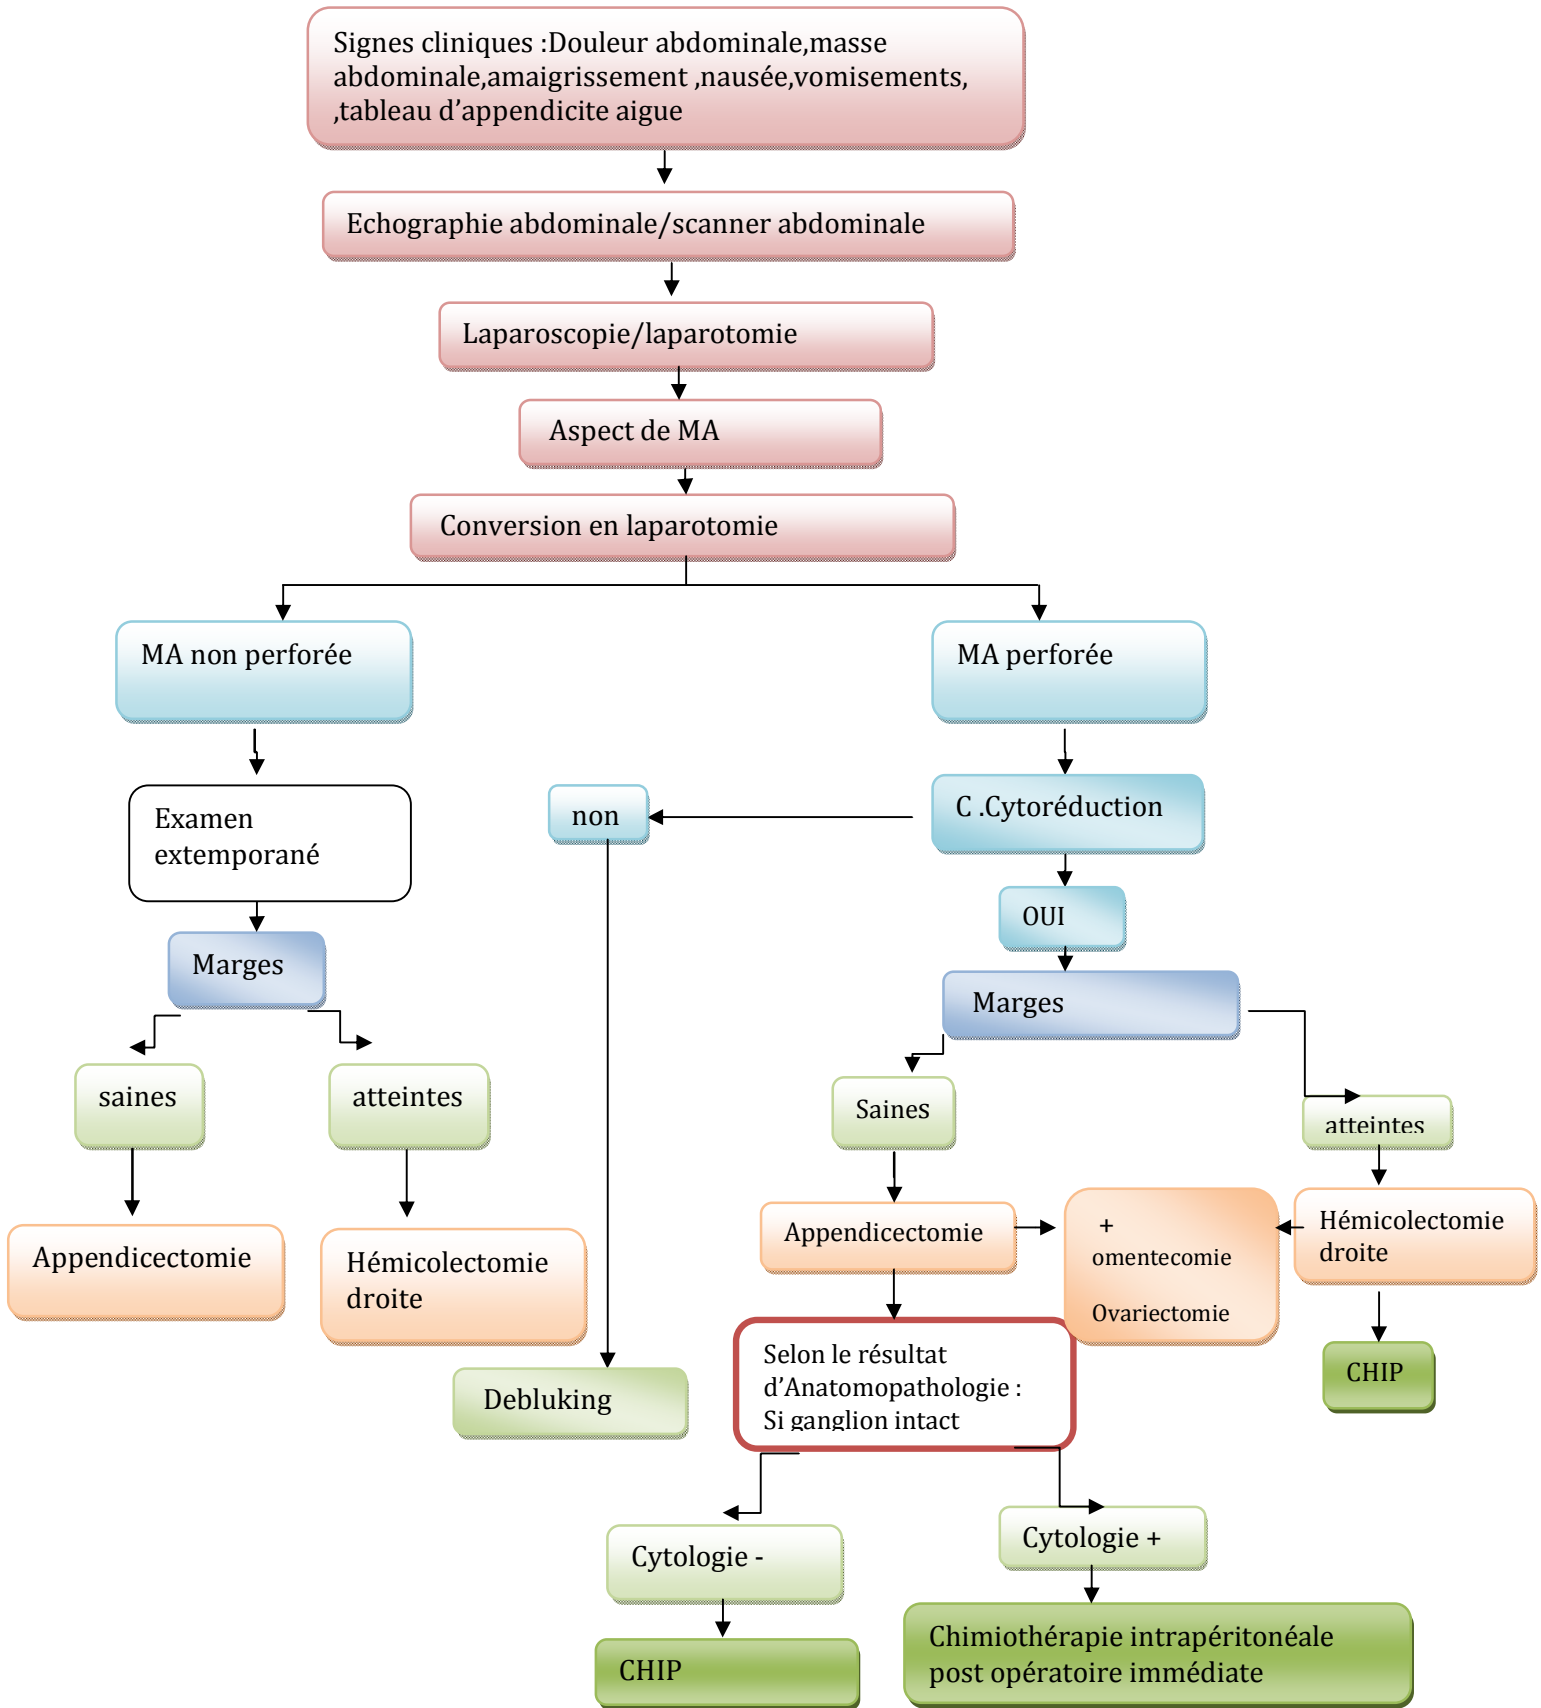 Signes cliniques :Douleur abdominale,masse
abdominale,amaigrissement ,nausée,vomisements,
,tableau d’appendicite aigue
Echographie abdominale/scanner abdominale
Laparoscopie/laparotomie
Aspect de MA
Conversion en laparotomie
MA non perforée
MA perforée
Examen
extemporané
non
C .Cytoréduction
OUI
Marges
Marges
saines
atteintes
Saines
atteintes
Appendicectomie
Hémicolectomie
droite
Appendicectomie
+
omentecomie
Ovariectomie
Hémicolectomie
droite
Debluking
Selon le résultat
d’Anatomopathologie :
Si ganglion intact
CHIP
Cytologie -
Cytologie +
CHIP
Chimiothérapie intrapéritonéale
post opératoire immédiate